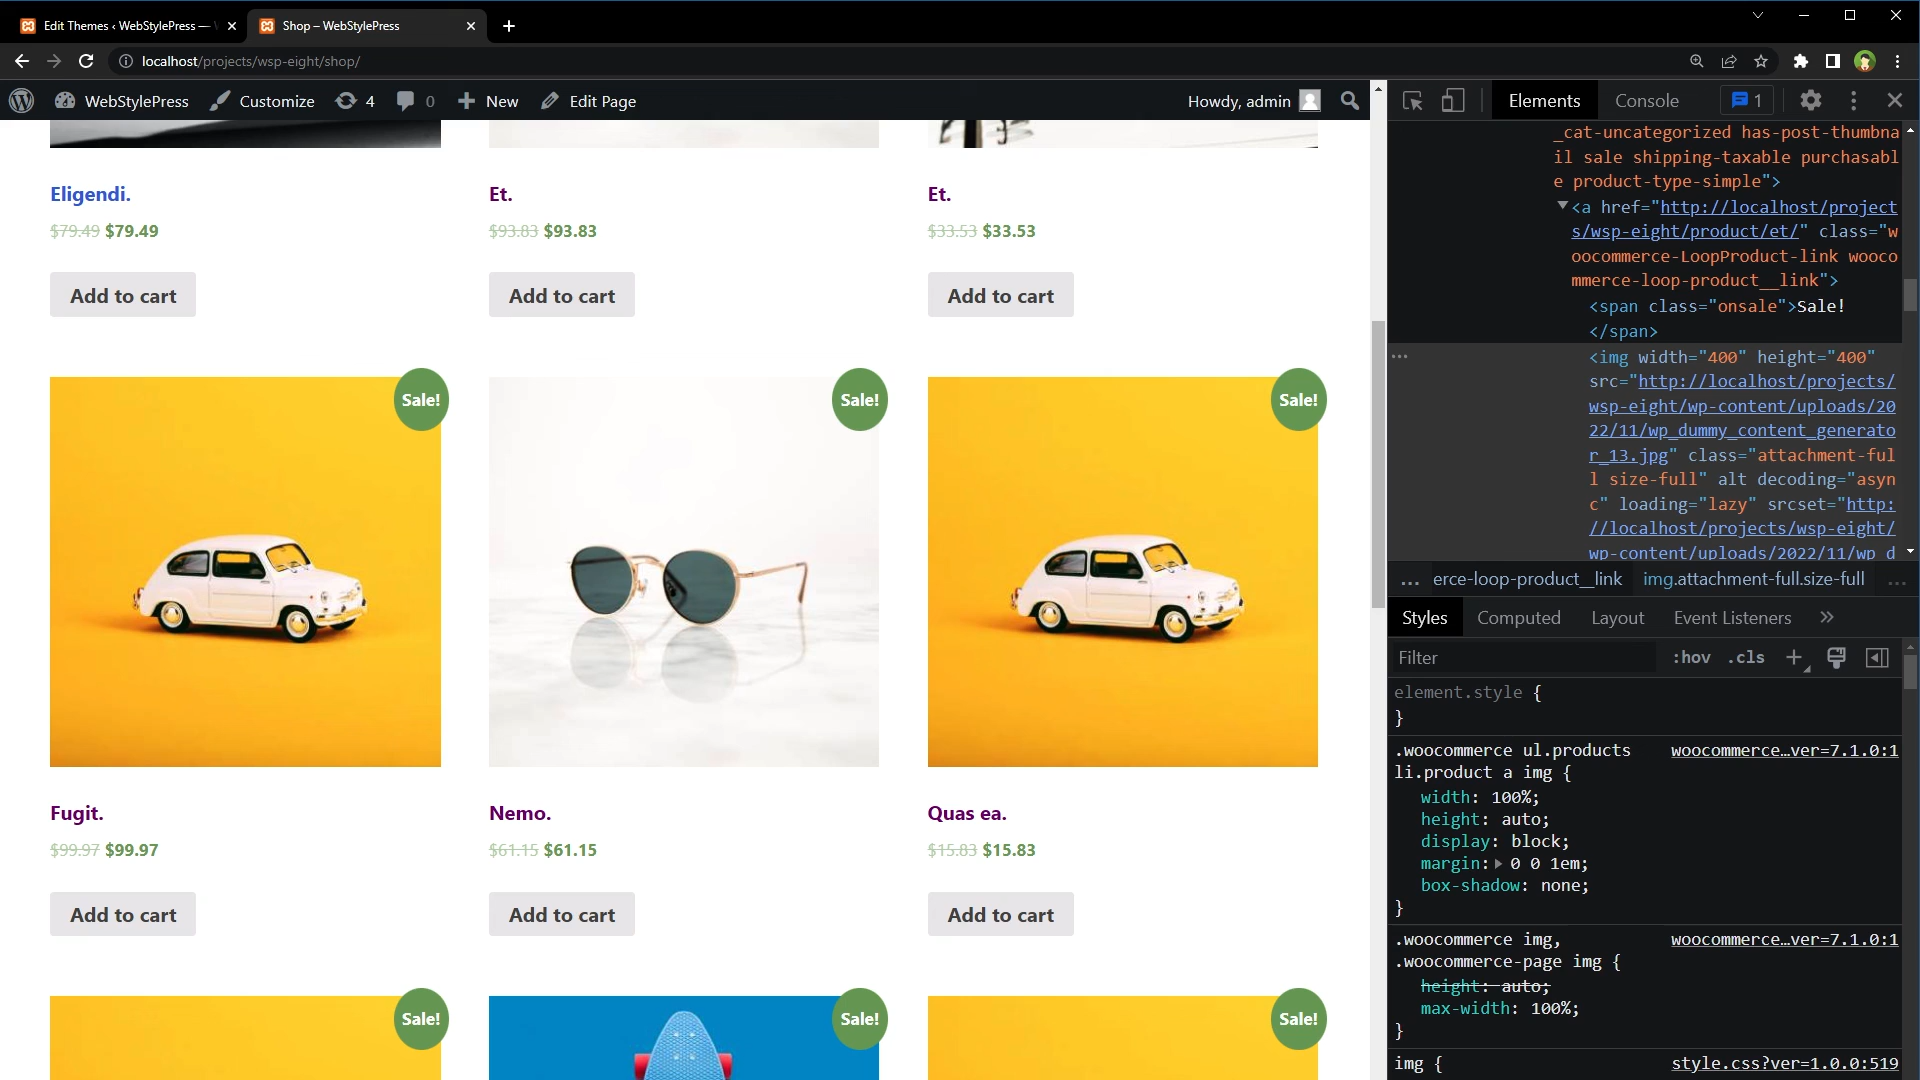 Edit Themes ‹ WebStylePress —
Shop – WebStylePress
localhost/projects/wsp-eight/shop/
WebStylePress
Customize
4
0
New
Edit Page
Howdy, admin
Eligendi.
$79.49 $79.49
Add to cart
Et.
$93.83 $93.83
Add to cart
Et.
$33.53 $33.53
Add to cart
Sale!
Sale!
Sale!
Fugit.
$99.97 $99.97
Add to cart
Nemo.
$61.15 $61.15
Add to cart
Quas ea.
$15.83 $15.83
Add to cart
Sale!
Sale!
Sale!
Elements
Console
1
_cat-uncategorized has-post-thumbna
il sale shipping-taxable purchasabl
e product-type-simple">
<a href="http://localhost/project
s/wsp-eight/product/et/" class="w
oocommerce-LoopProduct-link wooco
mmerce-loop-product__link">
<span class="onsale">Sale!
</span>
<img width="400" height="400"
src="http://localhost/projects/
wsp-eight/wp-content/uploads/20
22/11/wp_dummy_content_generato
r_13.jpg" class="attachment-ful
l size-full" alt decoding="asyn
c" loading="lazy" srcset="http:
//localhost/projects/wsp-eight/
wp-content/uploads/2022/11/wp_d
... erce-loop-product__link img.attachment-full.size-full ...
Styles Computed Layout Event Listeners »
Filter :hov .cls
element.style {
}
.woocommerce ul.products woocommerce…ver=7.1.0:1
li.product a img {
width: 100%;
height: auto;
display: block;
margin: 0 0 1em;
box-shadow: none;
}
.woocommerce img, woocommerce…ver=7.1.0:1
.woocommerce-page img {
height: auto;
max-width: 100%;
}
img { style.css?ver=1.0.0:519